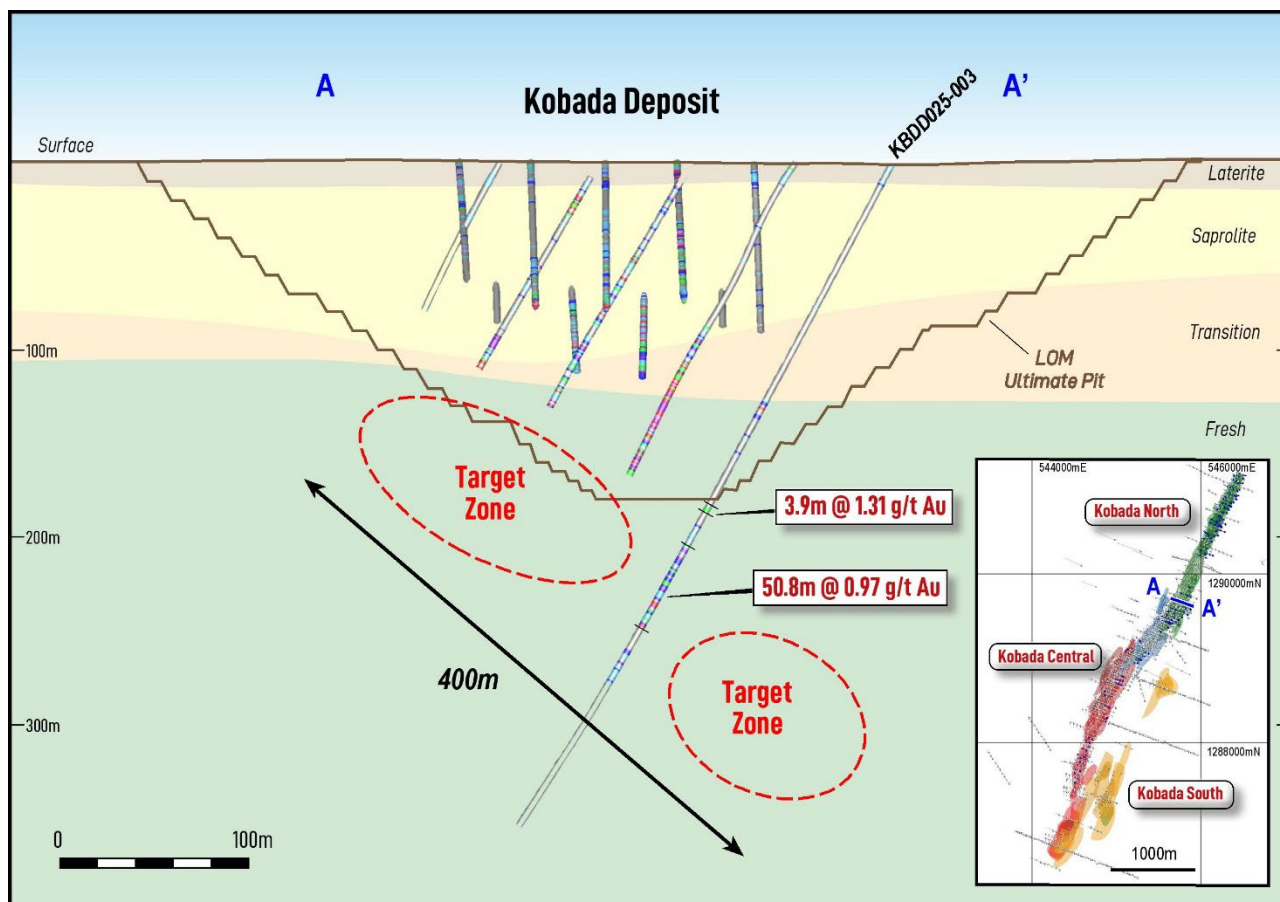 A
Kobada Deposit
A'
KBDD025-003
Surface
Laterite
Saprolite
100m
Transition
LOM
Ultimate Pit
Fresh
Target
Zone
3.9m @ 1.31 g/t Au
200m
50.8m @ 0.97 g/t Au
400m
Target
Zone
300m
0
100m
544000mE
546000mE
Kobada North
1290000mN
A
A'
Kobada Central
1288000mN
Kobada South
1000m